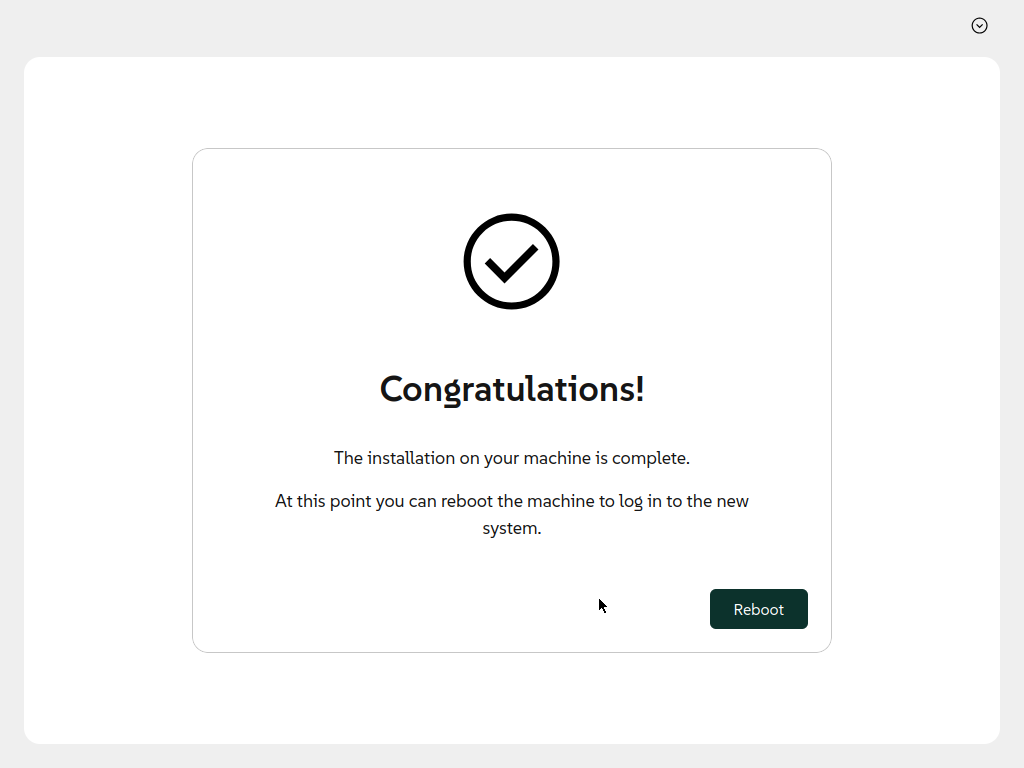 Congratulations!
The installation on your machine is complete.
At this point you can reboot the machine to log in to the new
system.
Reboot